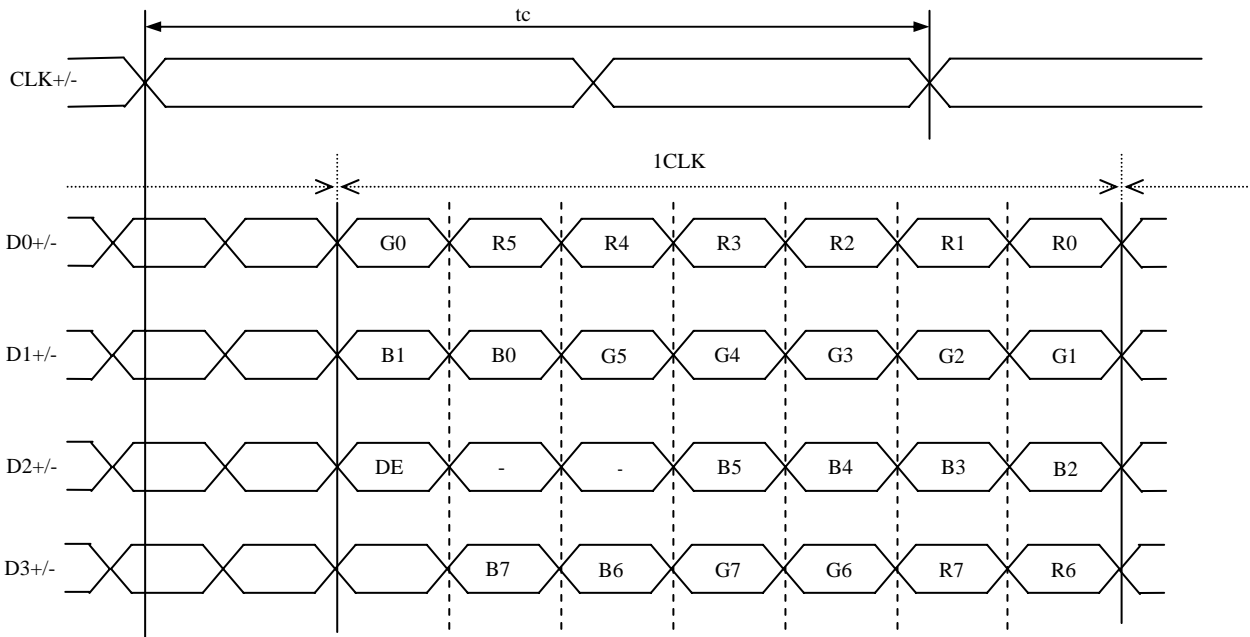 tc
CLK+/-
1CLK
D0+/- G0 R5 R4 R3 R2 R1 R0
D1+/- B1 B0 G5 G4 G3 G2 G1
D2+/- DE - - B5 B4 B3 B2
D3+/- B7 B6 G7 G6 R7 R6